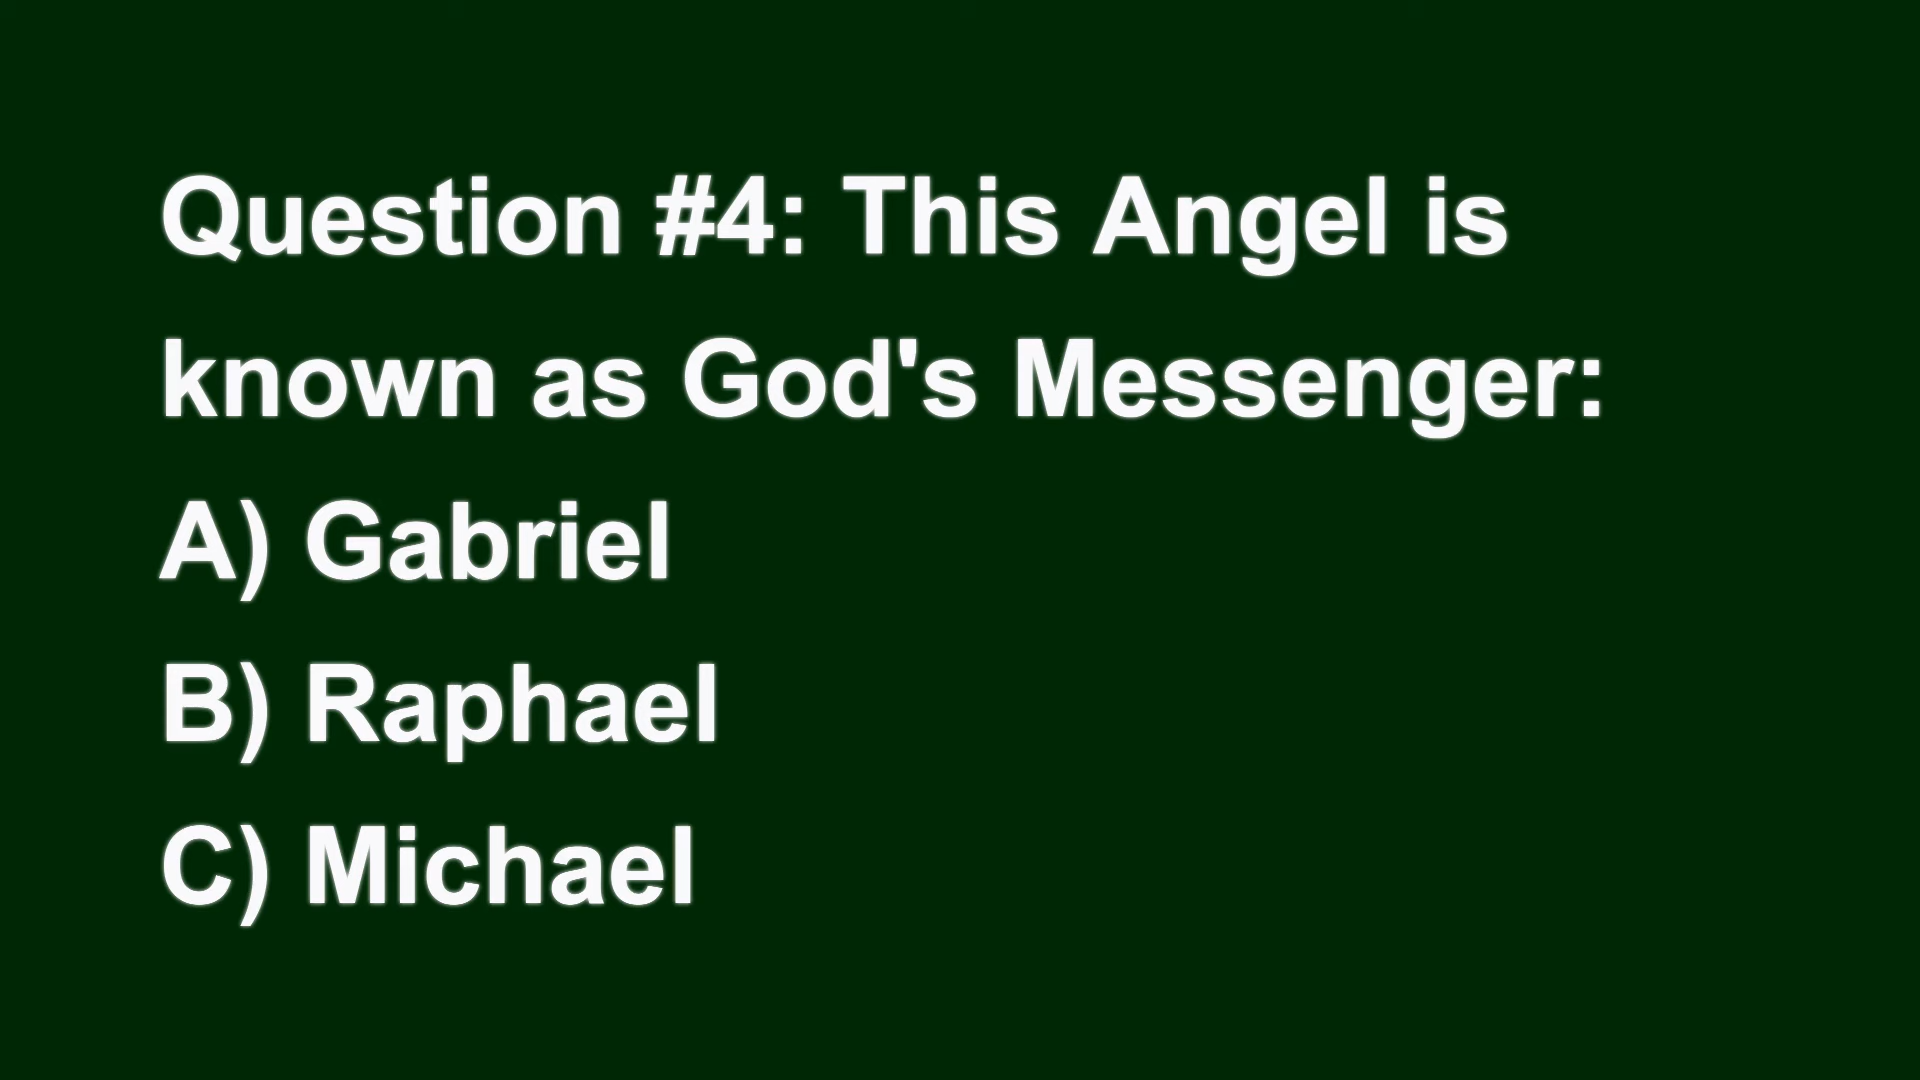 Question #4: This Angel is
known as God's Messenger:
A) Gabriel
B) Raphael
C) Michael